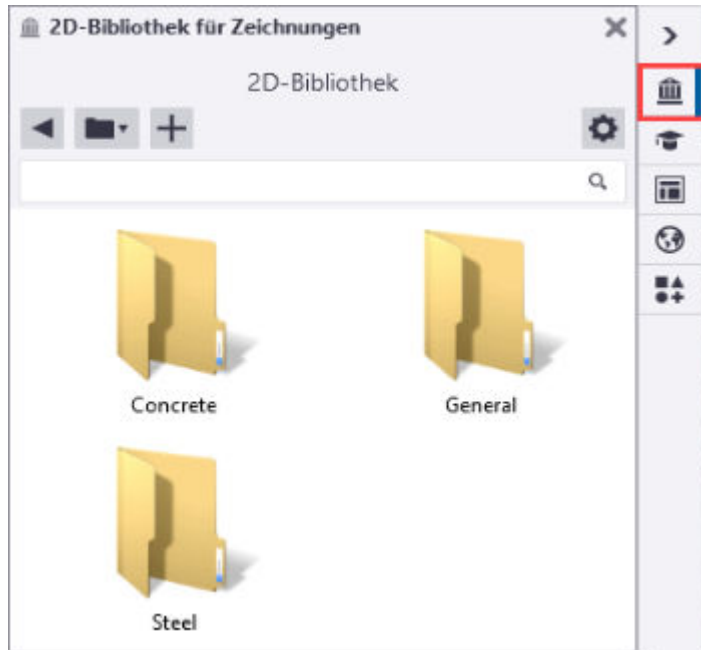 2D-Bibliothek für Zeichnungen
2D-Bibliothek
Concrete
General
Steel